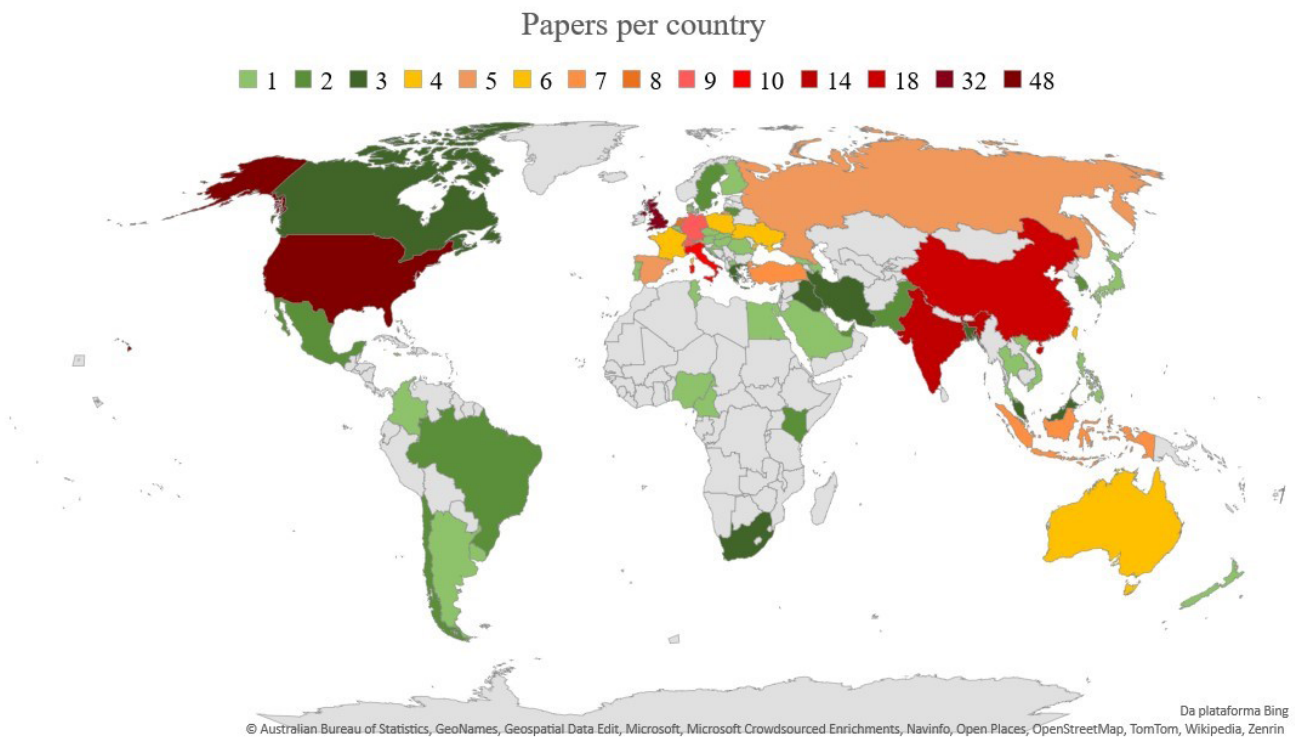 Papers per country
1 2 3 4 5 6 7 8 9 10 14 18 32 48
Da plataforma Bing
© Australian Bureau of Statistics, GeoNames, Geospatial Data Edit, Microsoft, Microsoft Crowdsourced Enrichments, Navinfo, Open Places, OpenStreetMap, TomTom, Wikipedia, Zenrin